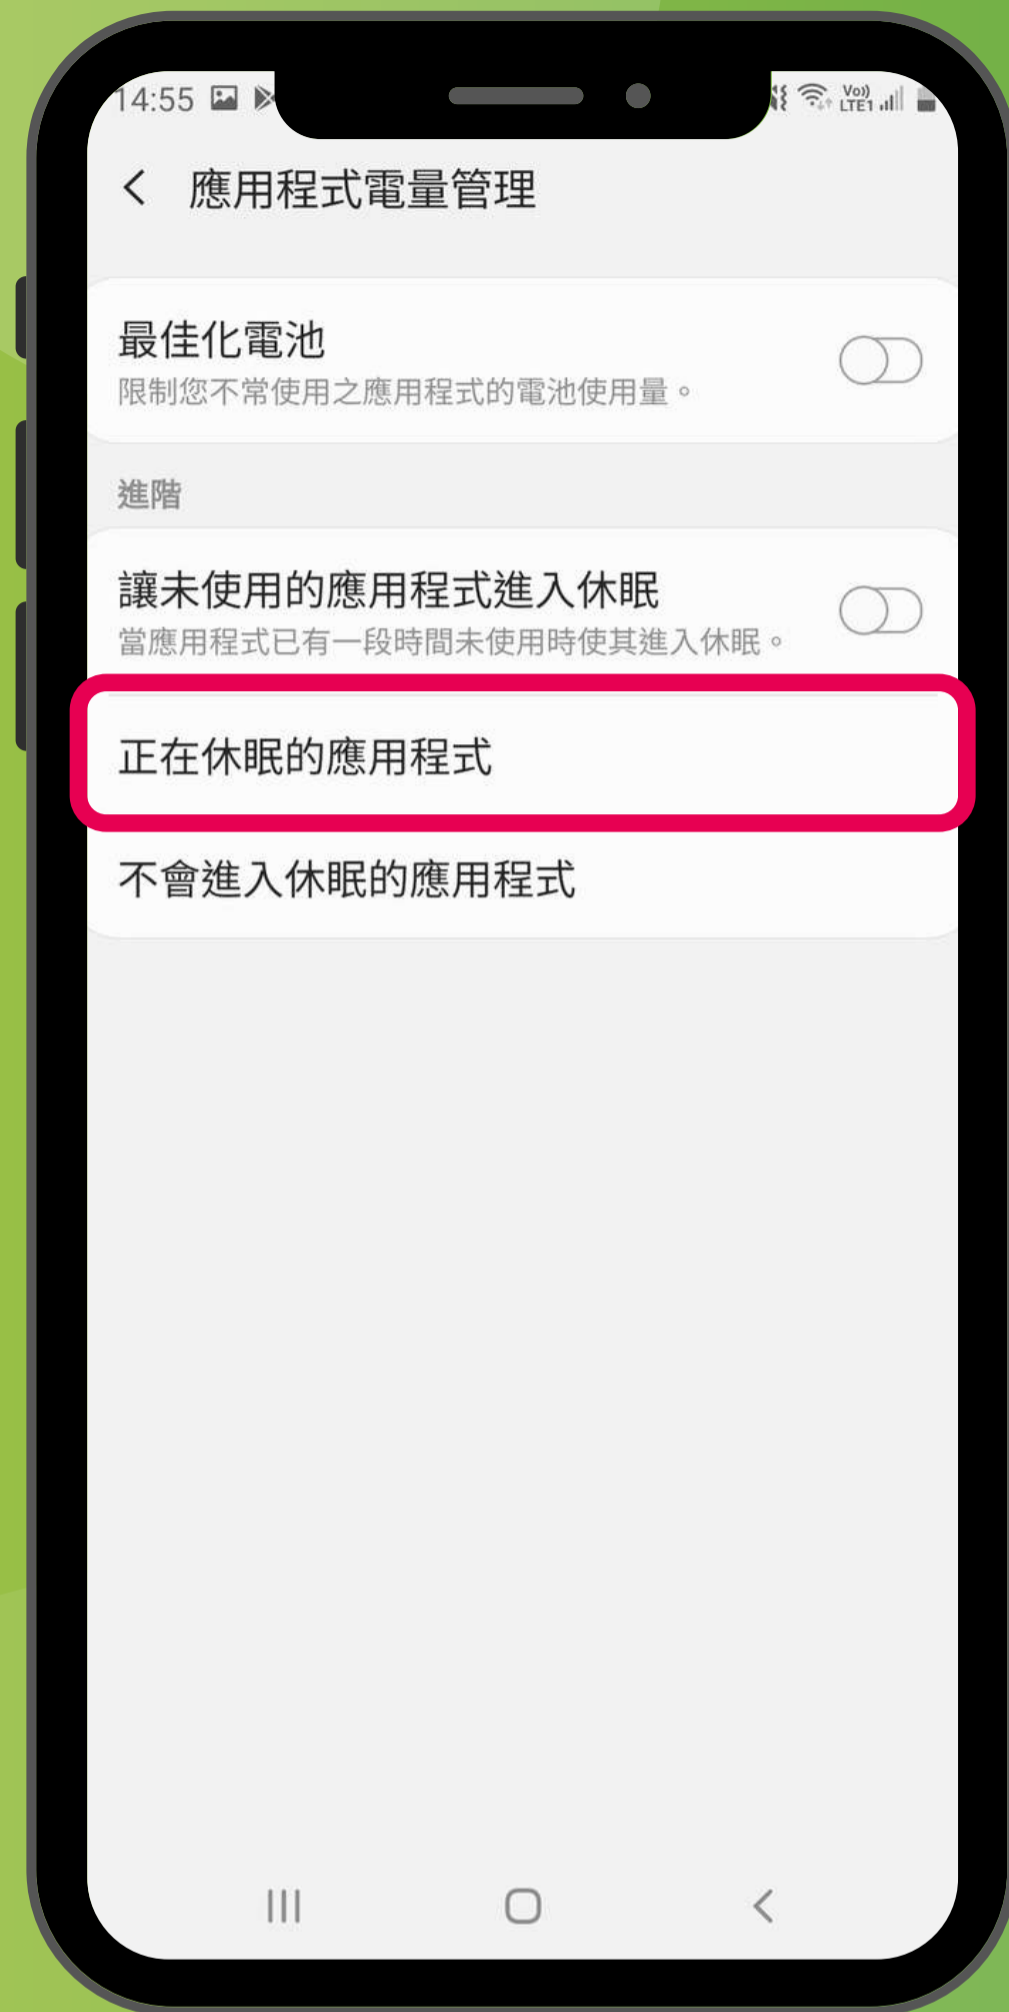 14:55
Vo))
LTE1
應用程式電量管理
最佳化電池
限制您不常使用之應用程式的電池使用量。
進階
讓未使用的應用程式進入休眠
當應用程式已有一段時間未使用時使其進入休眠。
正在休眠的應用程式
不會進入休眠的應用程式